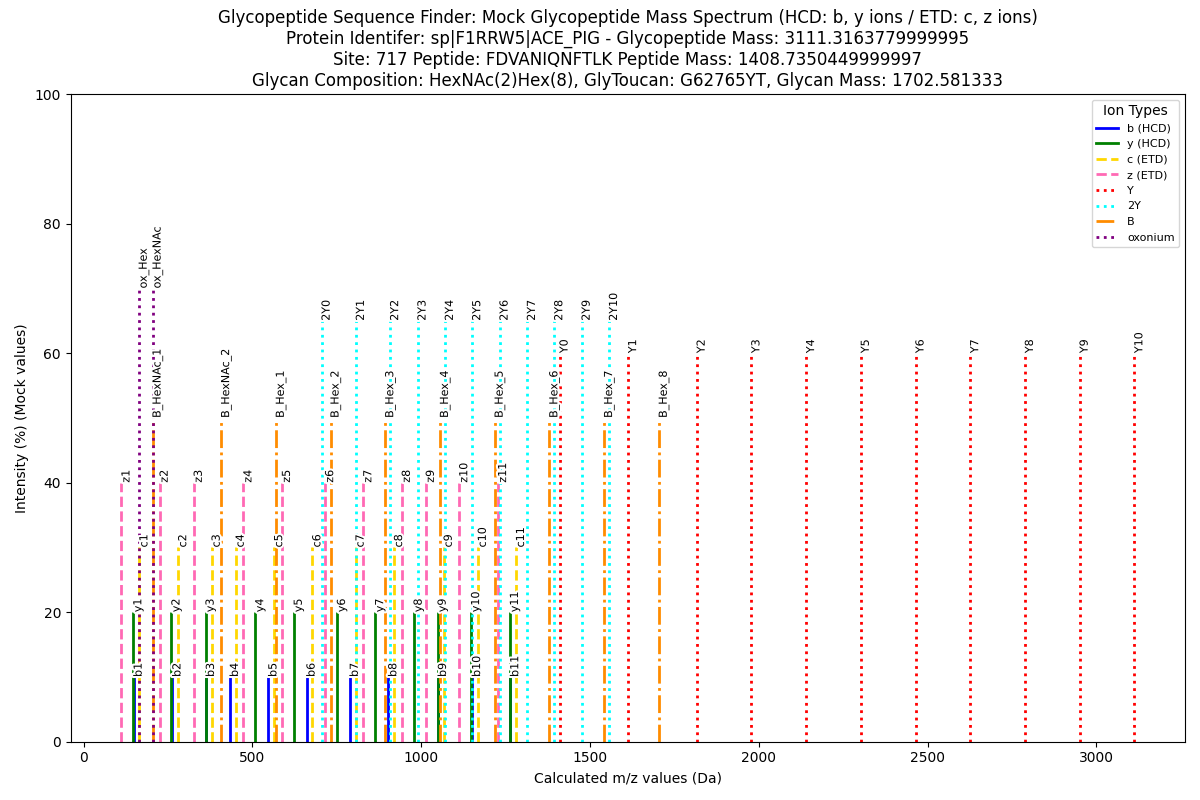 Glycopeptide Sequence Finder: Mock Glycopeptide Mass Spectrum (HCD: b, y ions / ETD: c, z ions)
Protein Identifer: sp|F1RRW5|ACE_PIG - Glycopeptide Mass: 3111.3163779999995
Site: 717 Peptide: FDVANIQNFTLK Peptide Mass: 1408.7350449999997
Glycan Composition: HexNAc(2)Hex(8), GlyToucan: G62765YT, Glycan Mass: 1702.581333
Ion Types
b (HCD)
y (HCD)
c (ETD)
z (ETD)
Y
2Y
B
oxonium
Intensity (%) (Mock values)
100
80
60
40
20
0
ox_Hex
ox_HexNAc
2Y0
2Y1
2Y2
2Y3
2Y4
2Y5
2Y6
2Y7
2Y8
2Y9
2Y10
Y0
Y1
Y2
Y3
Y4
Y5
Y6
Y7
Y8
Y9
Y10
B_HexNAc_1
B_HexNAc_2
B_Hex_1
B_Hex_2
B_Hex_3
B_Hex_4
B_Hex_5
B_Hex_6
B_Hex_7
B_Hex_8
z1
z2
z3
z4
z5
z6
z7
z8
z9
z10
z11
c1
c2
c3
c4
c5
c6
c7
c8
c9
c10
c11
y1
y2
y3
y4
y5
y6
y7
y8
y9
y10
y11
b1
b2
b3
b4
b5
b6
b7
b8
b9
b10
b11
0
500
1000
1500
2000
2500
3000
Calculated m/z values (Da)